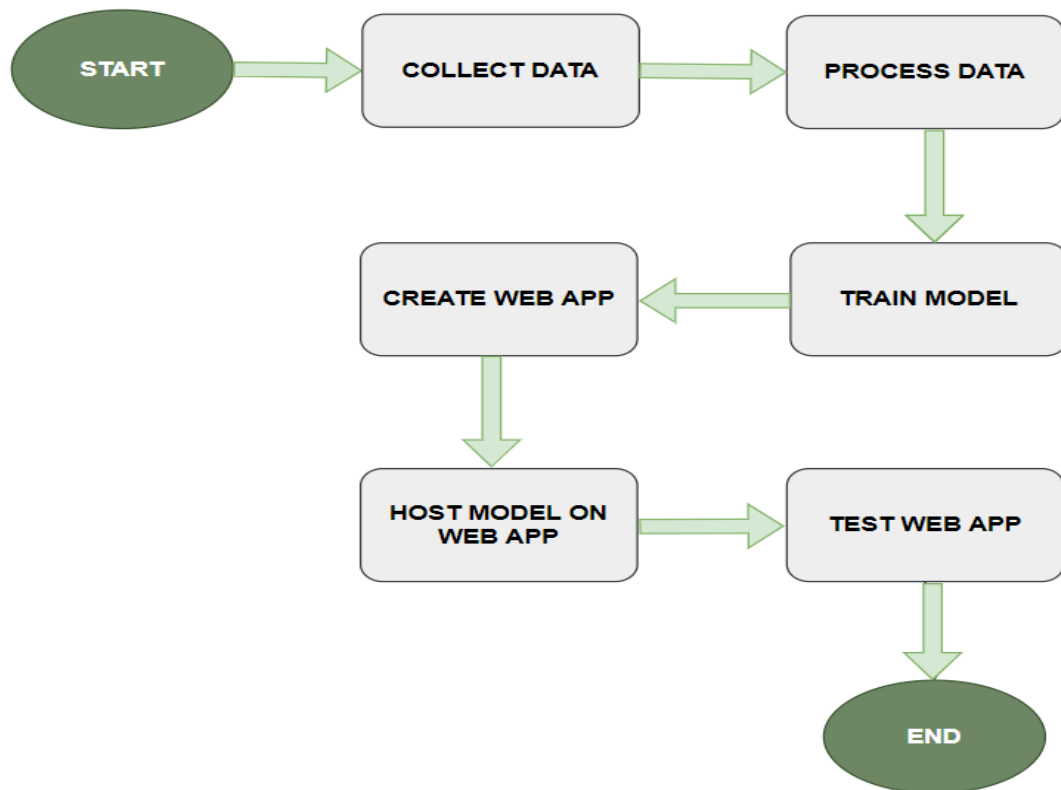 START
COLLECT DATA
PROCESS DATA
TRAIN MODEL
CREATE WEB APP
HOST MODEL ON
WEB APP
TEST WEB APP
END